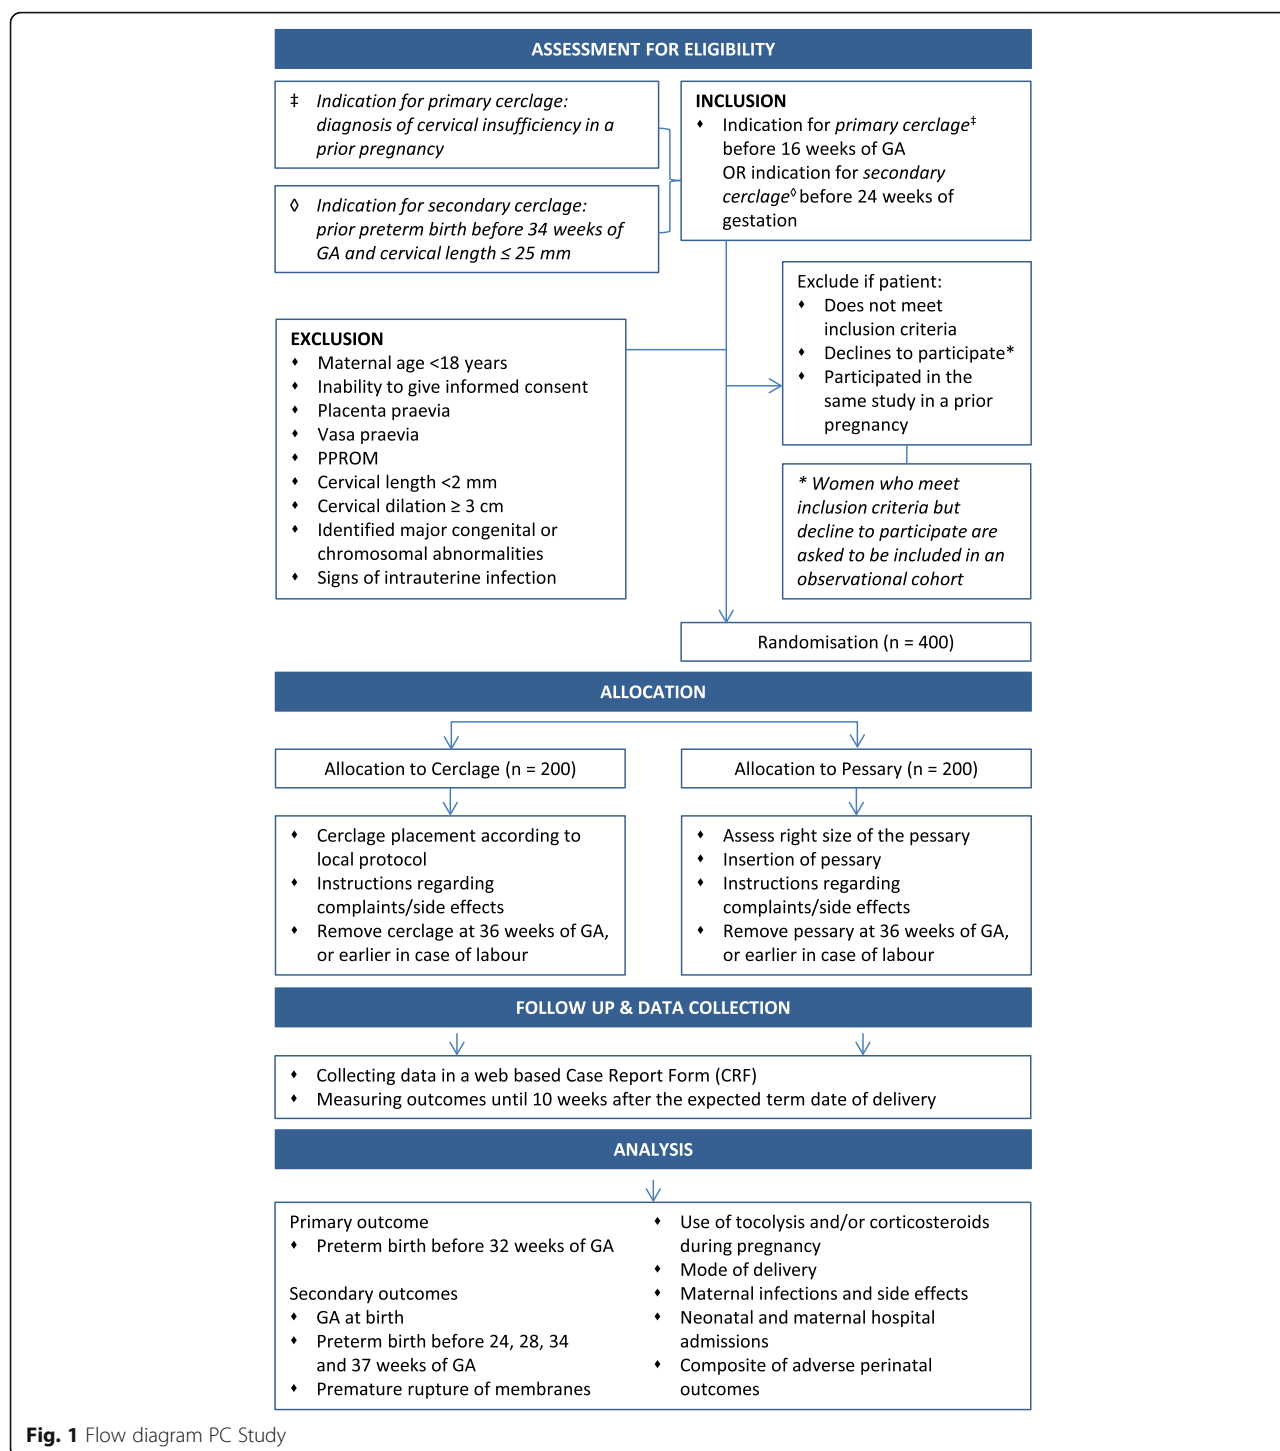 ASSESSMENT FOR ELIGIBILITY
‡ Indication for primary cerclage:
diagnosis of cervical insufficiency in a
prior pregnancy
◊ Indication for secondary cerclage:
prior preterm birth before 34 weeks of
GA and cervical length ≤ 25 mm
INCLUSION
♦ Indication for primary cerclage‡
before 16 weeks of GA
OR indication for secondary
cerclage◊ before 24 weeks of
gestation
Exclude if patient:
♦ Does not meet
inclusion criteria
♦ Declines to participate*
♦ Participated in the
same study in a prior
pregnancy
EXCLUSION
♦ Maternal age <18 years
♦ Inability to give informed consent
♦ Placenta praevia
♦ Vasa praevia
♦ PPROM
♦ Cervical length <2 mm
♦ Cervical dilation ≥ 3 cm
♦ Identified major congenital or
chromosomal abnormalities
♦ Signs of intrauterine infection
* Women who meet
inclusion criteria but
decline to participate are
asked to be included in an
observational cohort
Randomisation (n = 400)
ALLOCATION
Allocation to Cerclage (n = 200)
♦ Cerclage placement according to
local protocol
♦ Instructions regarding
complaints/side effects
♦ Remove cerclage at 36 weeks of GA,
or earlier in case of labour
Allocation to Pessary (n = 200)
♦ Assess right size of the pessary
♦ Insertion of pessary
♦ Instructions regarding
complaints/side effects
♦ Remove pessary at 36 weeks of GA,
or earlier in case of labour
FOLLOW UP & DATA COLLECTION
♦ Collecting data in a web based Case Report Form (CRF)
♦ Measuring outcomes until 10 weeks after the expected term date of delivery
ANALYSIS
Primary outcome
♦ Preterm birth before 32 weeks of GA
Secondary outcomes
♦ GA at birth
♦ Preterm birth before 24, 28, 34
and 37 weeks of GA
♦ Premature rupture of membranes
♦ Use of tocolysis and/or corticosteroids
during pregnancy
♦ Mode of delivery
♦ Maternal infections and side effects
♦ Neonatal and maternal hospital
admissions
♦ Composite of adverse perinatal
outcomes
Fig. 1 Flow diagram PC Study